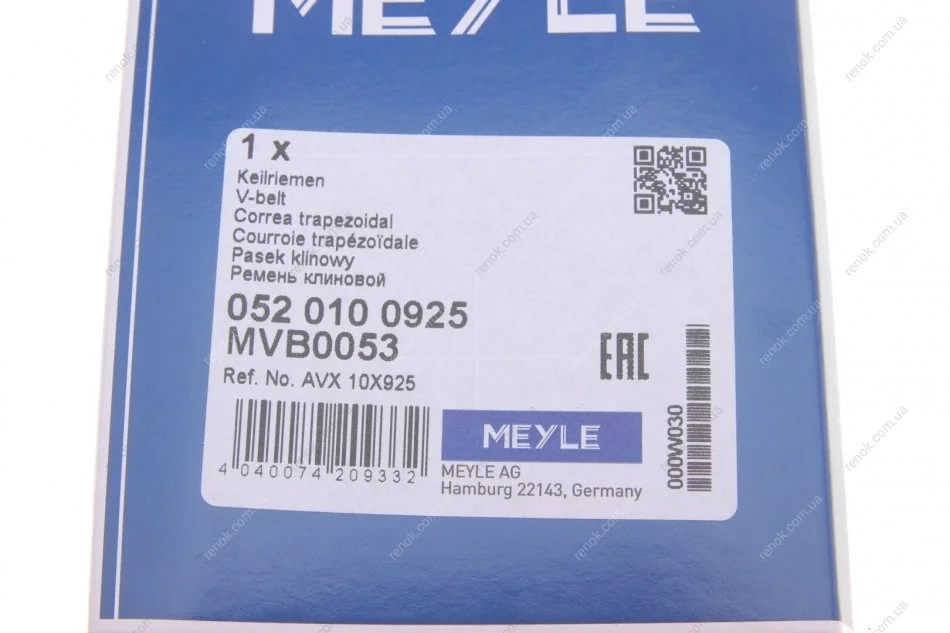 MEYLE
1 x
Keilriemen
V-belt
Correa trapezoidal
Courroie trapézoïdale
Pasek klinowy
Ремень клиновой
052 010 0925
MVB0053
Ref. No. AVX 10X925
EAC
4 040074 209332
MEYLE
MEYLE AG
Hamburg 22143, Germany
000W030
renok.com.ua